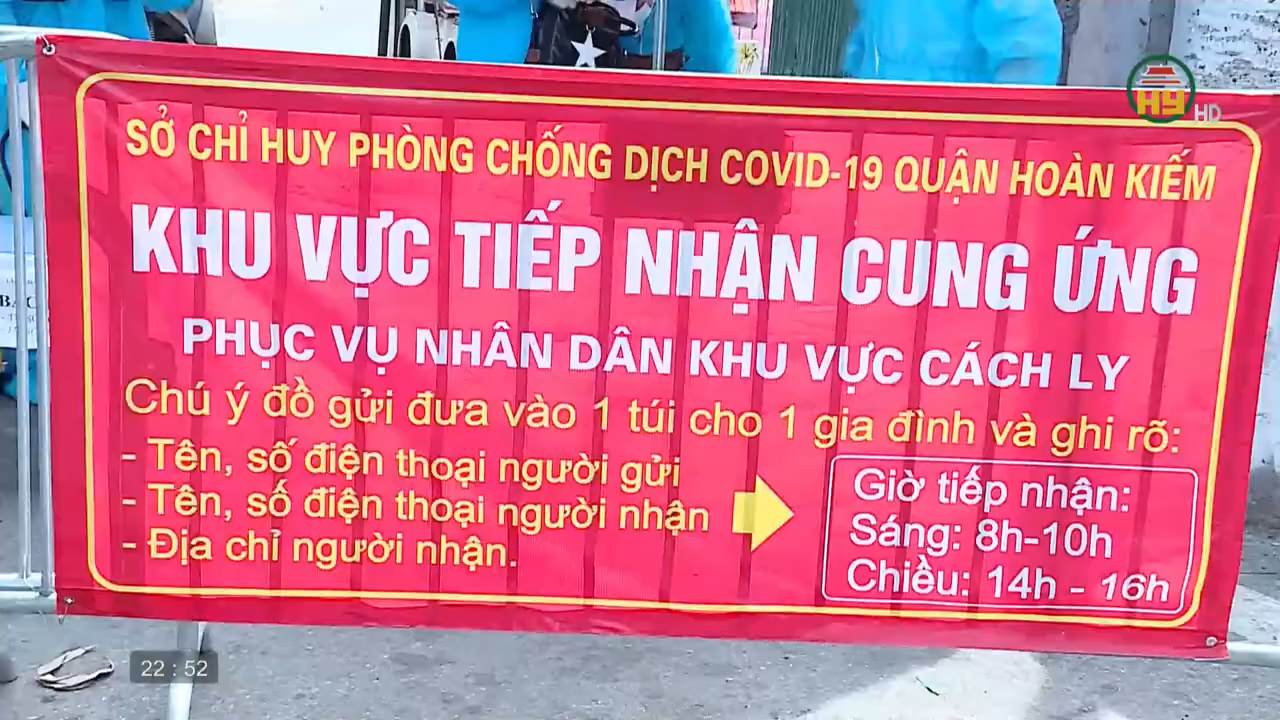 HY HD
SỞ CHỈ HUY PHÒNG CHỐNG DỊCH COVID-19 QUẬN HOÀN KIẾM
KHU VỰC TIẾP NHẬN CUNG ỨNG
PHỤC VỤ NHÂN DÂN KHU VỰC CÁCH LY
Chú ý đồ gửi đưa vào 1 túi cho 1 gia đình và ghi rõ:
- Tên, số điện thoại người gửi
- Tên, số điện thoại người nhận
- Địa chỉ người nhận.
Giờ tiếp nhận:
Sáng: 8h-10h
Chiều: 14h - 16h
22 : 52